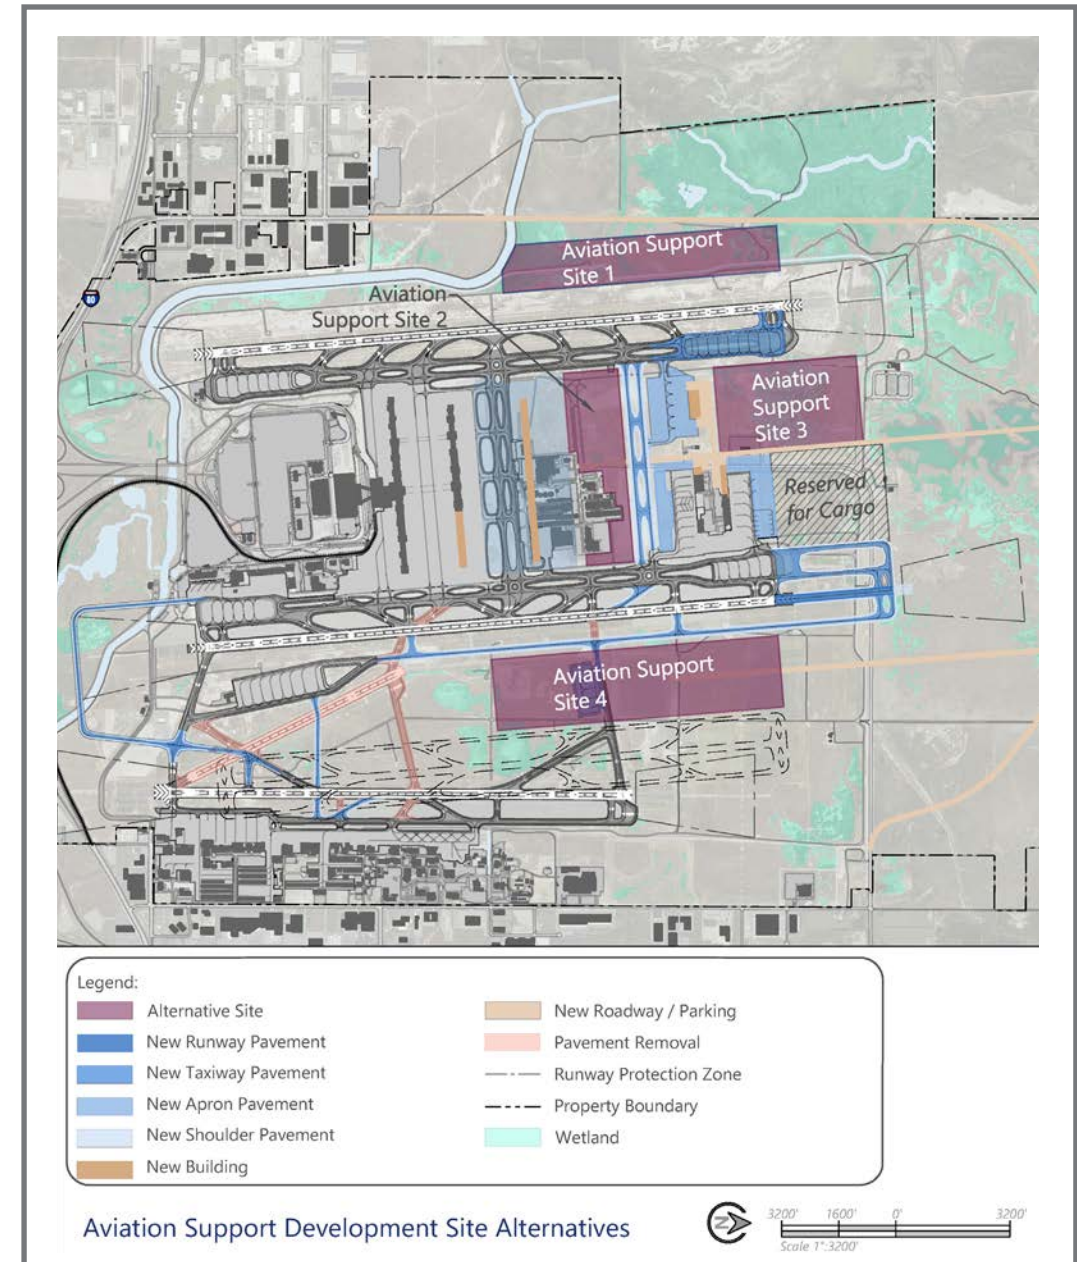 Aviation Support
Site 1
Aviation
Support Site 2
Aviation
Support
Site 3
Reserved
for Cargo
Aviation Support
Site 4
80
Legend:
Alternative Site
New Runway Pavement
New Taxiway Pavement
New Apron Pavement
New Shoulder Pavement
New Building
New Roadway / Parking
Pavement Removal
Runway Protection Zone
Property Boundary
Wetland
Aviation Support Development Site Alternatives
N
3200' 1600' 0' 3200'
Scale 1":3200'